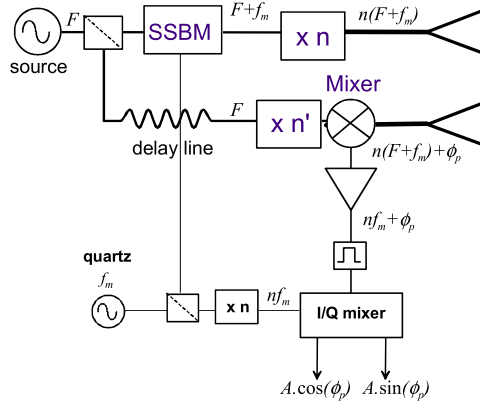 F
F+fm
n(F+fm)
SSBM
x n
source
Mixer
F
x n'
delay line
n(F+fm)+ϕp
nfm+ϕp
quartz
fm
x n
nfm
I/Q mixer
A.cos(ϕp)
A.sin(ϕp)